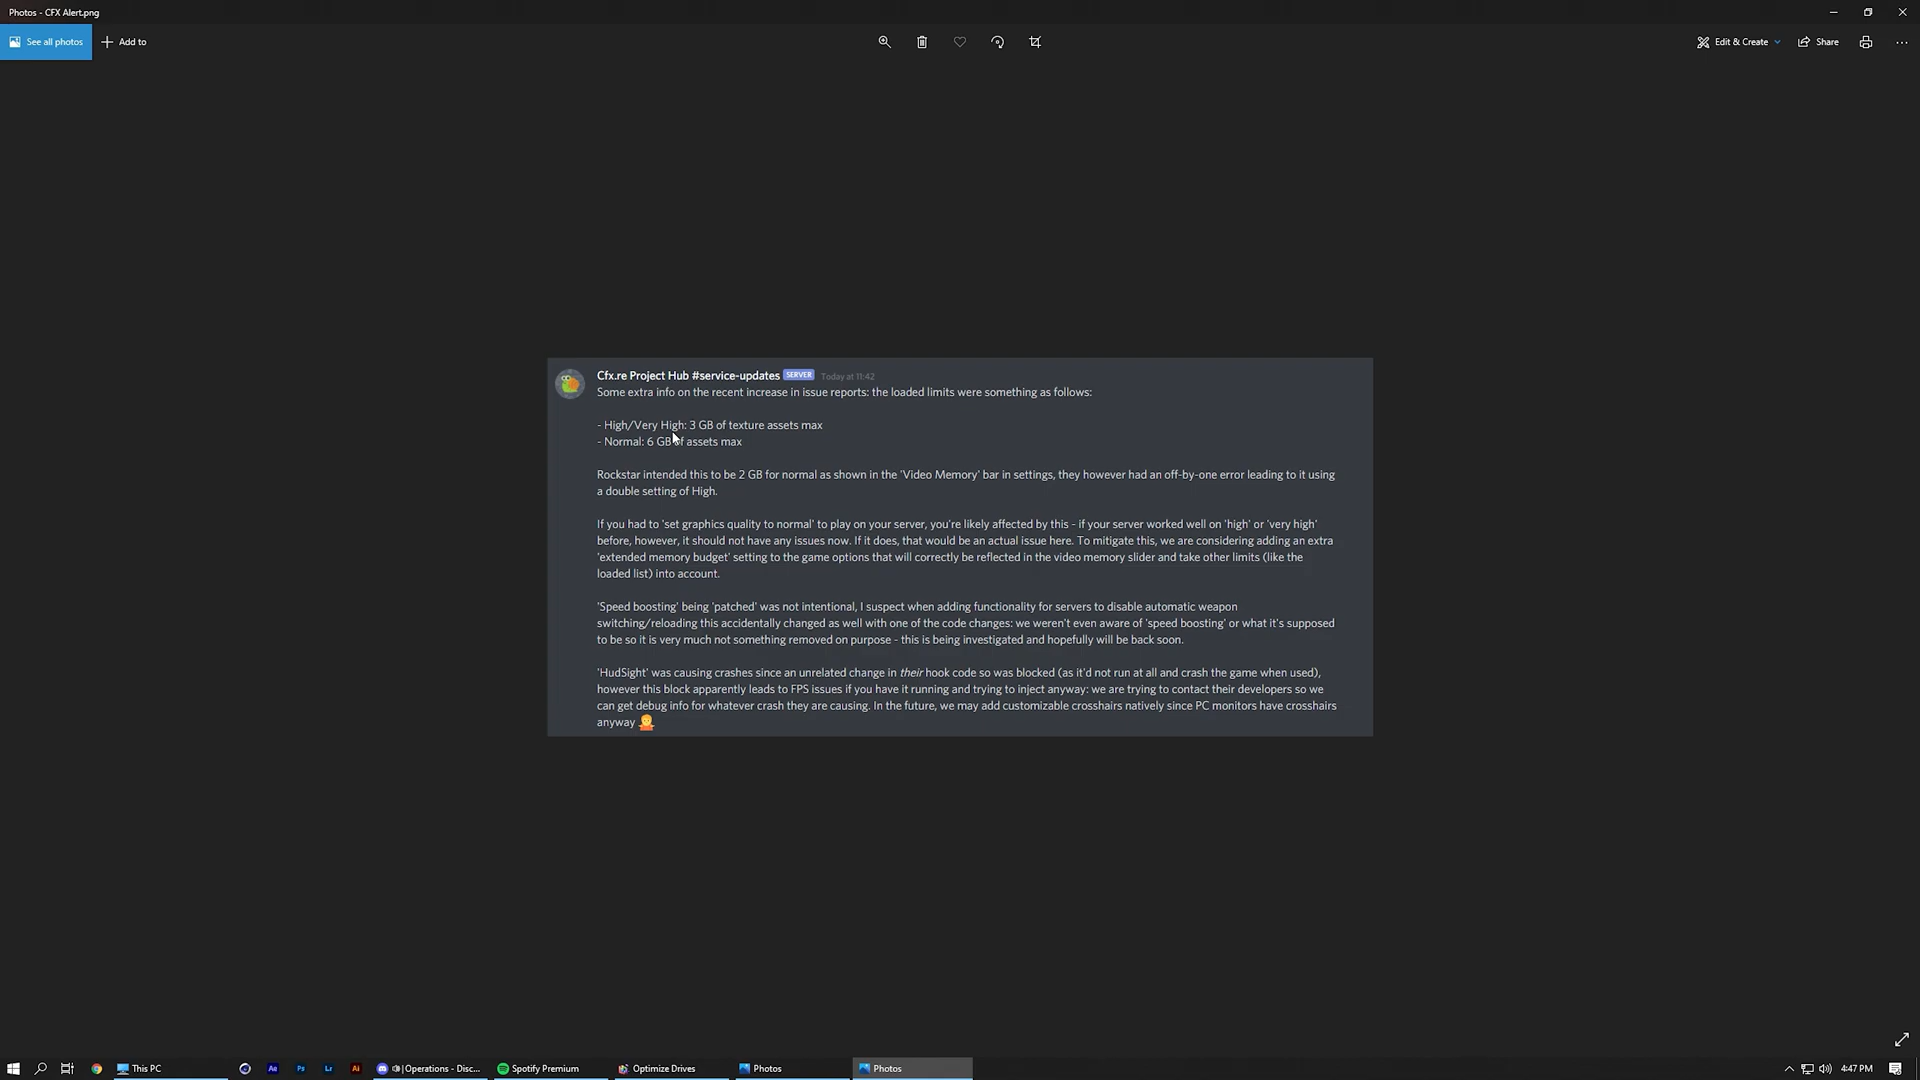 Photos - CFX Alert.png
See all photos
Add to
Edit & Create
Share
Cfx.re Project Hub #service-updates SERVER Today at 11:42
Some extra info on the recent increase in issue reports: the loaded limits were something as follows:
- High/Very High: 3 GB of texture assets max
- Normal: 6 GB of assets max
Rockstar intended this to be 2 GB for normal as shown in the 'Video Memory' bar in settings, they however had an off-by-one error leading to it using
a double setting of High.
If you had to 'set graphics quality to normal' to play on your server, you're likely affected by this - if your server worked well on 'high' or 'very high'
before, however, it should not have any issues now. If it does, that would be an actual issue here. To mitigate this, we are considering adding an extra
'extended memory budget' setting to the game options that will correctly be reflected in the video memory slider and take other limits (like the
loaded list) into account.
'Speed boosting' being 'patched' was not intentional, I suspect when adding functionality for servers to disable automatic weapon
switching/reloading this accidentally changed as well with one of the code changes: we weren't even aware of 'speed boosting' or what it's supposed
to be so it is very much not something removed on purpose - this is being investigated and hopefully will be back soon.
'HudSight' was causing crashes since an unrelated change in their hook code so was blocked (as it'd not run at all and crash the game when used),
however this block apparently leads to FPS issues if you have it running and trying to inject anyway: we are trying to contact their developers so we
can get debug info for whatever crash they are causing. In the future, we may add customizable crosshairs natively since PC monitors have crosshairs
anyway
This PC
Ae
Ps
Lr
Ai
Operations - Disc...
Spotify Premium
Optimize Drives
Photos
Photos
4:47 PM